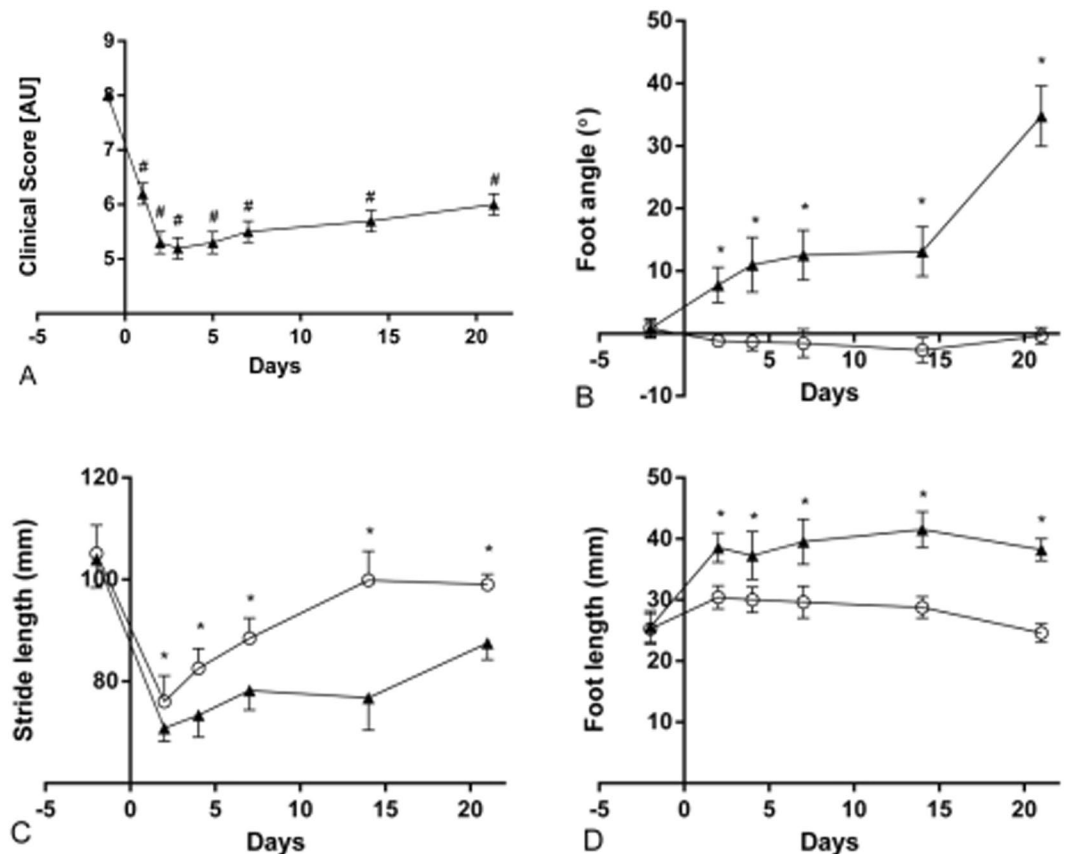 9
8
7
6
5
Clinical Score [AU]
# # # # # # #
-5 0 5 10 15 20
Days
A
50
40
30
20
10
-10
Foot angle (°)
* * * * *
-5 5 10 15 20
Days
B
120
100
80
Stride length (mm)
* * * * *
-5 0 5 10 15 20
Days
C
50
40
30
20
10
Foot length (mm)
* * * * *
-5 0 5 10 15 20
Days
D